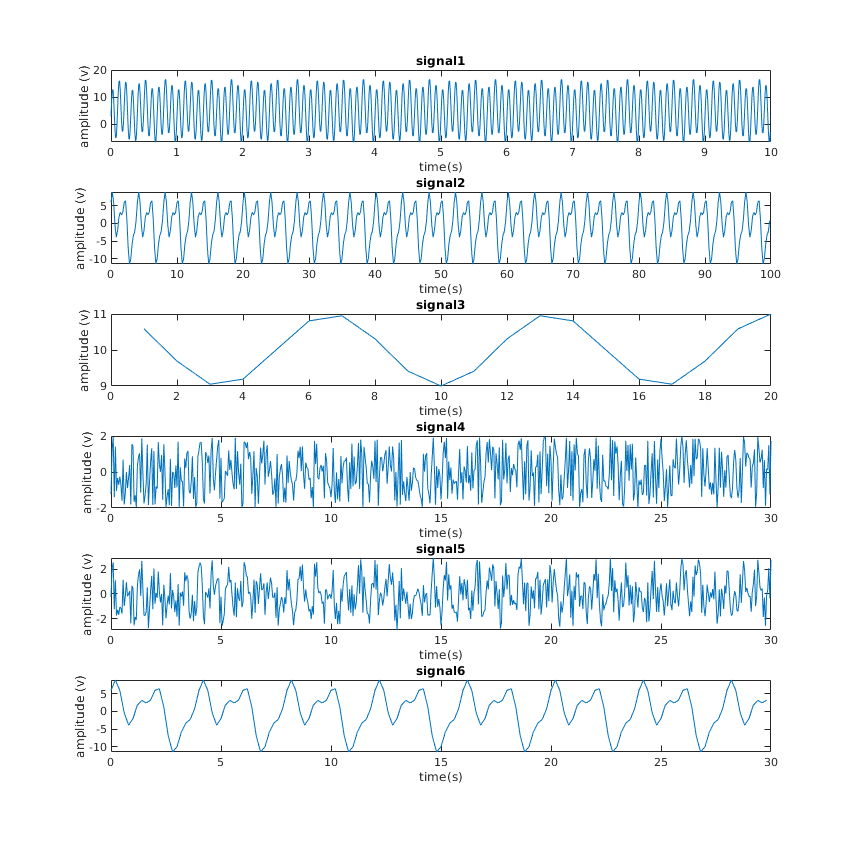 signal1
amplitude (v)
20
10
0
0 1 2 3 4 5 6 7 8 9 10
time(s)
signal2
amplitude (v)
5
0
-5
-10
0 10 20 30 40 50 60 70 80 90 100
time(s)
signal3
amplitude (v)
11
10
9
0 2 4 6 8 10 12 14 16 18 20
time(s)
signal4
amplitude (v)
2
0
-2
0 5 10 15 20 25 30
time(s)
signal5
amplitude (v)
2
0
-2
0 5 10 15 20 25 30
time(s)
signal6
amplitude (v)
5
0
-5
-10
0 5 10 15 20 25 30
time(s)